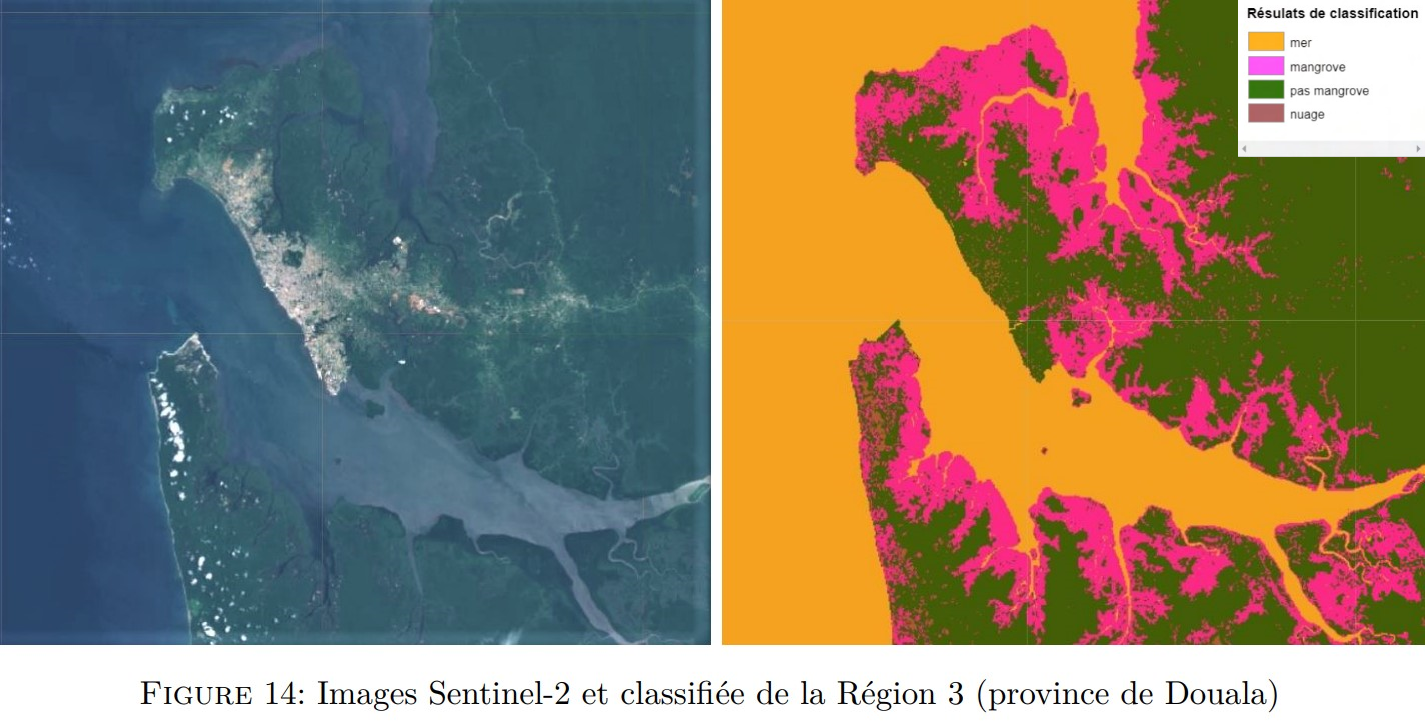 Résulats de classification
mer
mangrove
pas mangrove
nuage
FIGURE 14: Images Sentinel-2 et classifiée de la Région 3 (province de Douala)